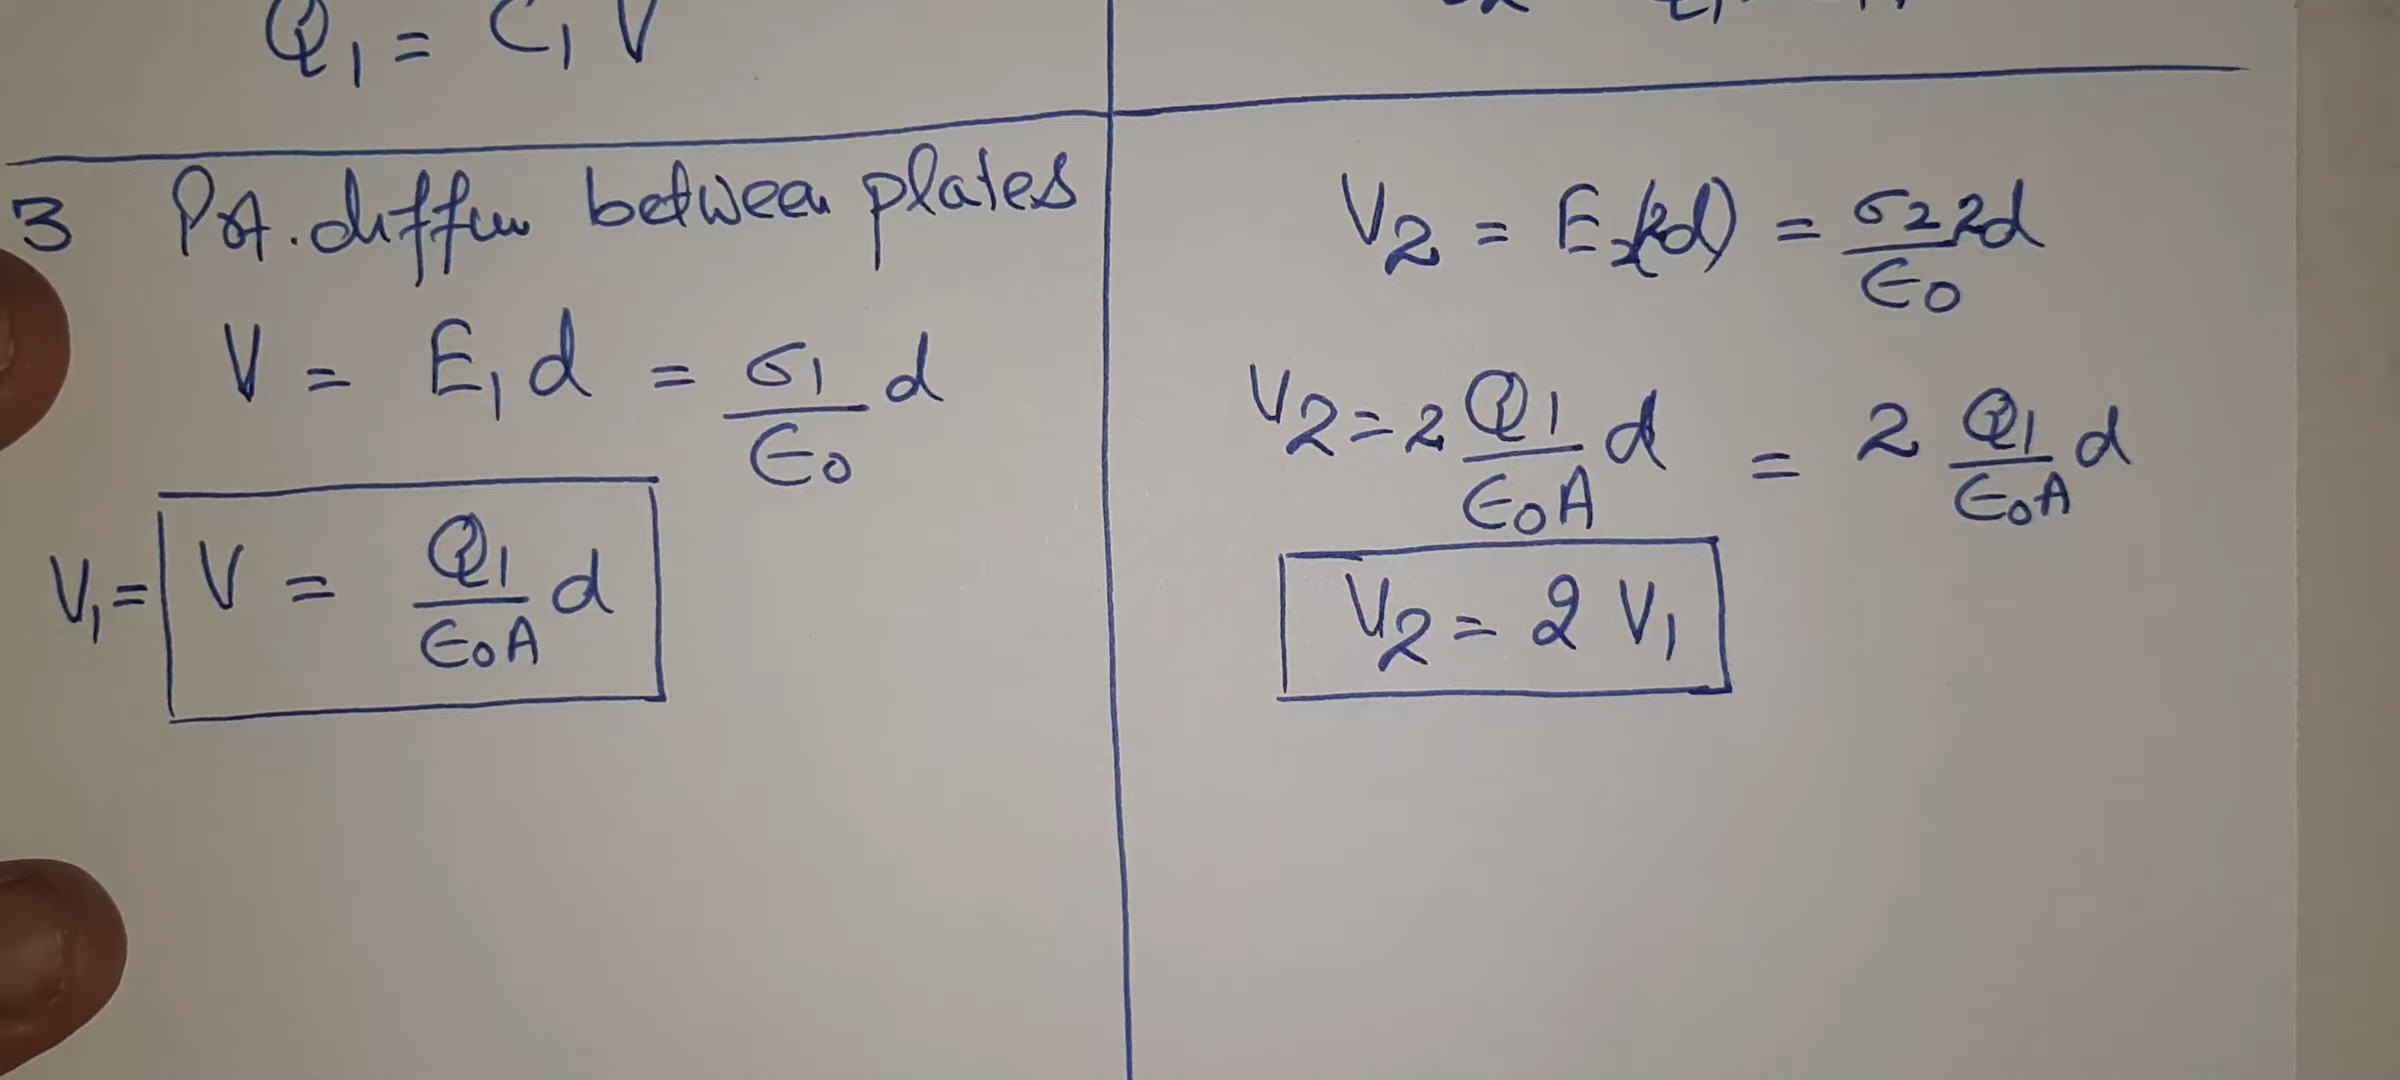 Q₁ = C₁ V
3 Pot. differ between plates
V = E₁ d = σ₁/ϵ₀ d
V₁ = V = Q₁/ϵ₀A d
V₂ = E₂(2d) = σ₂ 2d/ϵ₀
V₂ = 2 Q₁/ϵ₀A d = 2 Q₁/ϵ₀A d
V₂ = 2 V₁